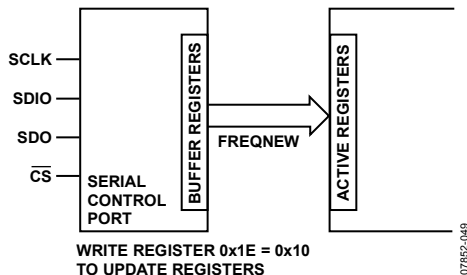 SCLK
SDIO
SDO
CS
SERIAL
CONTROL
PORT
BUFFER REGISTERS
FREQNEW
ACTIVE REGISTERS
WRITE REGISTER 0x1E = 0x10
TO UPDATE REGISTERS
07852-049